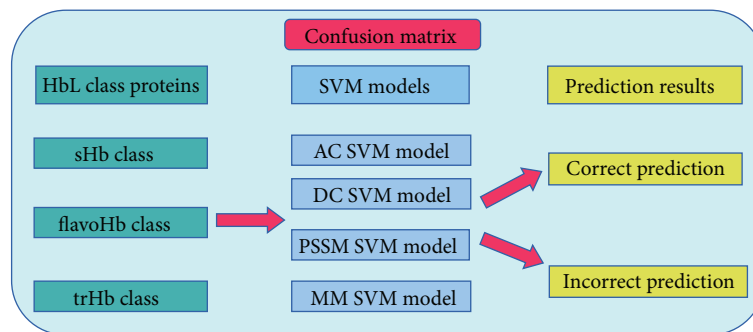 Confusion matrix
HbL class proteins
SVM models
Prediction results
sHb class
AC SVM model
Correct prediction
DC SVM model
flavoHb class
PSSM SVM model
Incorrect prediction
trHb class
MM SVM model